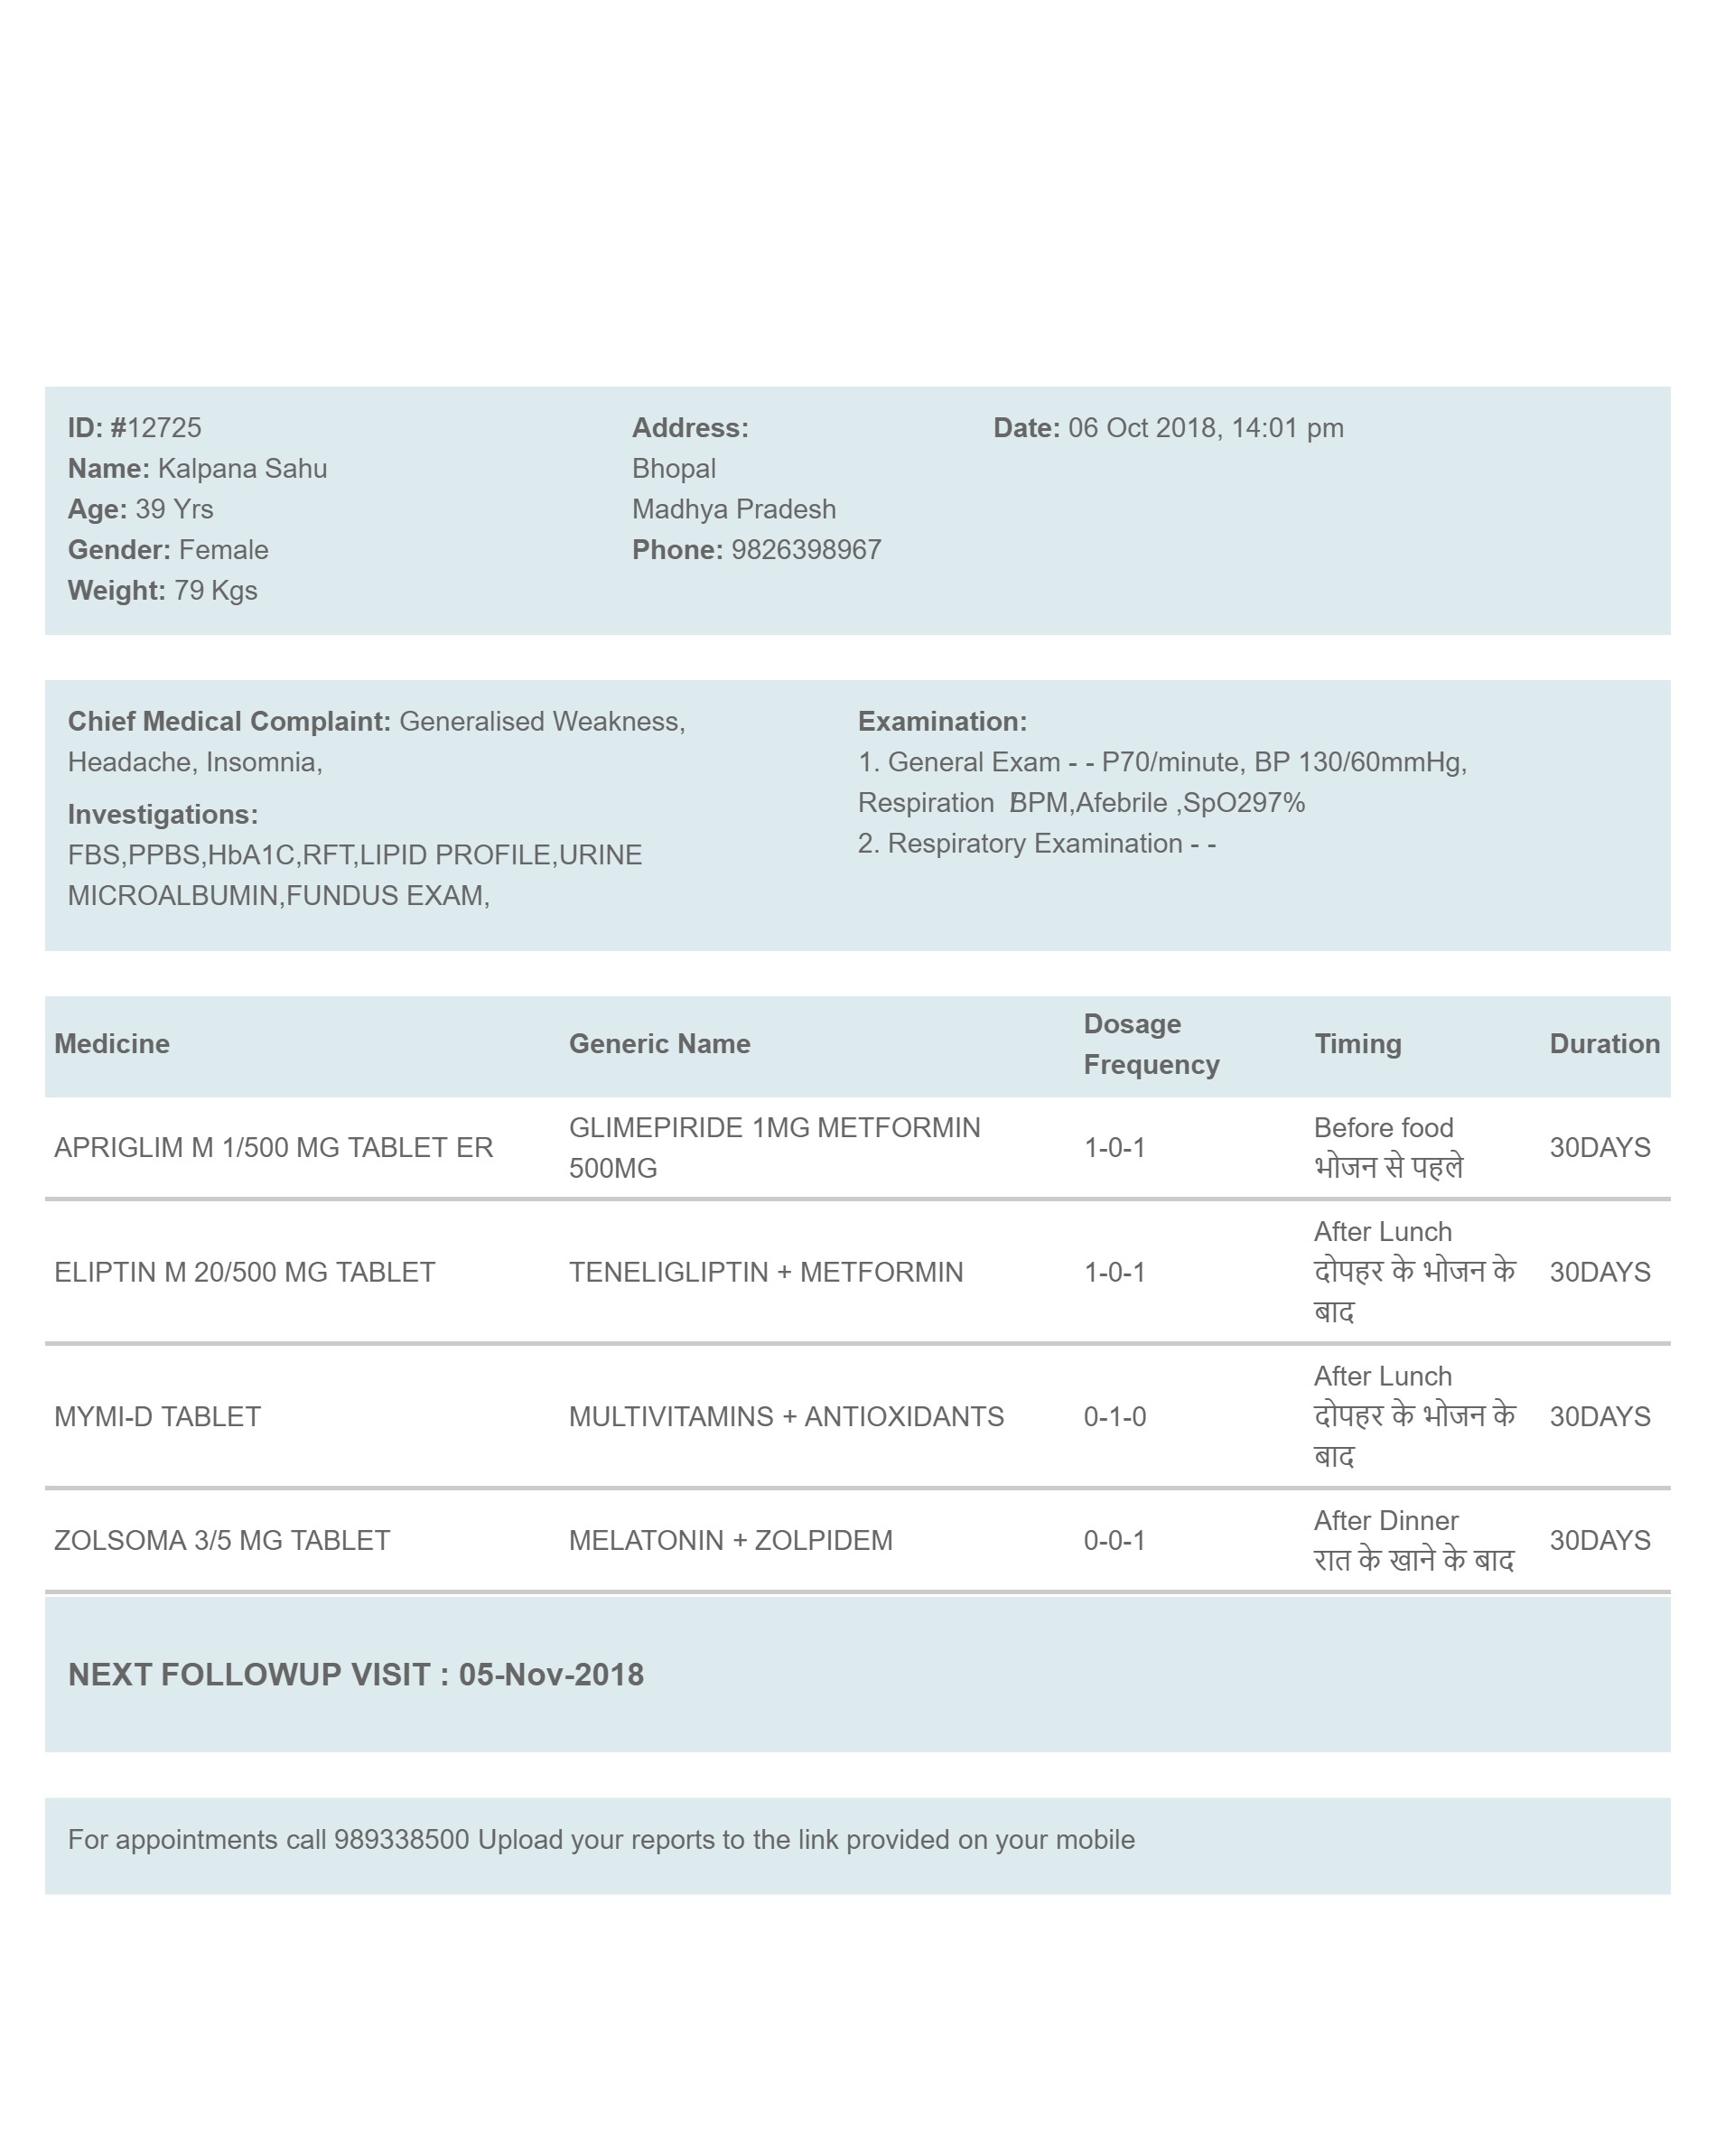 ID: #12725
Name: Kalpana Sahu
Age: 39 Yrs
Gender: Female
Weight: 79 Kgs
Address:
Bhopal
Madhya Pradesh
Phone: 9826398967
Date: 06 Oct 2018, 14:01 pm
Chief Medical Complaint: Generalised Weakness,
Headache, Insomnia,
Investigations:
FBS,PPBS,HbA1C,RFT,LIPID PROFILE,URINE
MICROALBUMIN,FUNDUS EXAM,
Examination:
1. General Exam - - P70/minute, BP 130/60mmHg,
Respiration BPM,Afebrile ,SpO297%
2. Respiratory Examination - -
Medicine Generic Name Dosage Frequency Timing Duration
APRIGLIM M 1/500 MG TABLET ER
GLIMEPIRIDE 1MG METFORMIN
500MG
1-0-1
Before food
भोजन से पहले
30DAYS
ELIPTIN M 20/500 MG TABLET
TENELIGLIPTIN + METFORMIN
1-0-1
After Lunch
दोपहर के भोजन के
बाद
30DAYS
MYMI-D TABLET
MULTIVITAMINS + ANTIOXIDANTS
0-1-0
After Lunch
दोपहर के भोजन के
बाद
30DAYS
ZOLSOMA 3/5 MG TABLET
MELATONIN + ZOLPIDEM
0-0-1
After Dinner
रात के खाने के बाद
30DAYS
NEXT FOLLOWUP VISIT : 05-Nov-2018
For appointments call 989338500 Upload your reports to the link provided on your mobile